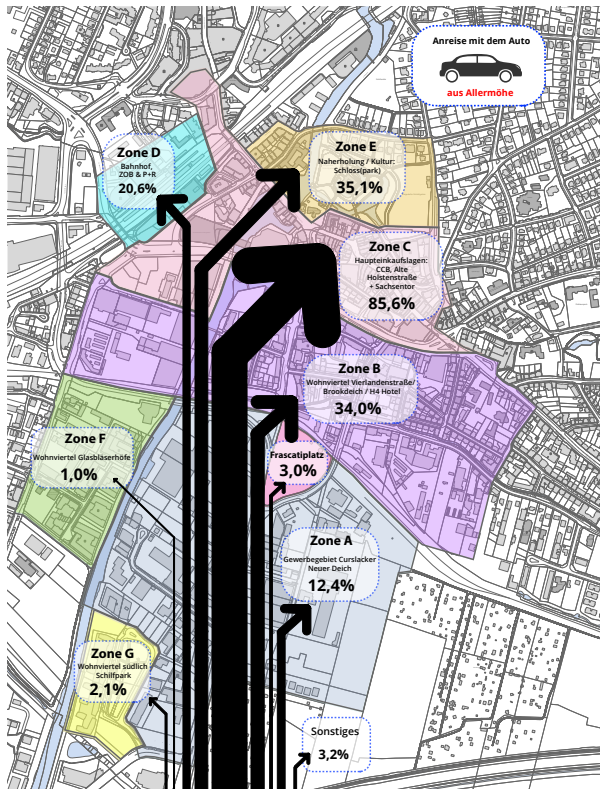 Anreise mit dem Auto
aus Allermöhe
Zone D
Bahnhof,
ZOB & P+R
20,6%
Zone E
Naherholung / Kultur:
Schloss(park)
35,1%
Zone C
Haupteinkaufslagen:
CCB, Alte
Holstenstraße
+ Sachsentor
85,6%
Zone B
Wohnviertel Vierlandenstraße/
Brookdeich / H4 Hotel
34,0%
Zone F
Wohnviertel Glasbläserhöfe
1,0%
Frascatiplatz
3,0%
Zone A
Gewerbegebiet Curslacker
Neuer Deich
12,4%
Zone G
Wohnviertel südlich
Schilfpark
2,1%
Sonstiges
3,2%